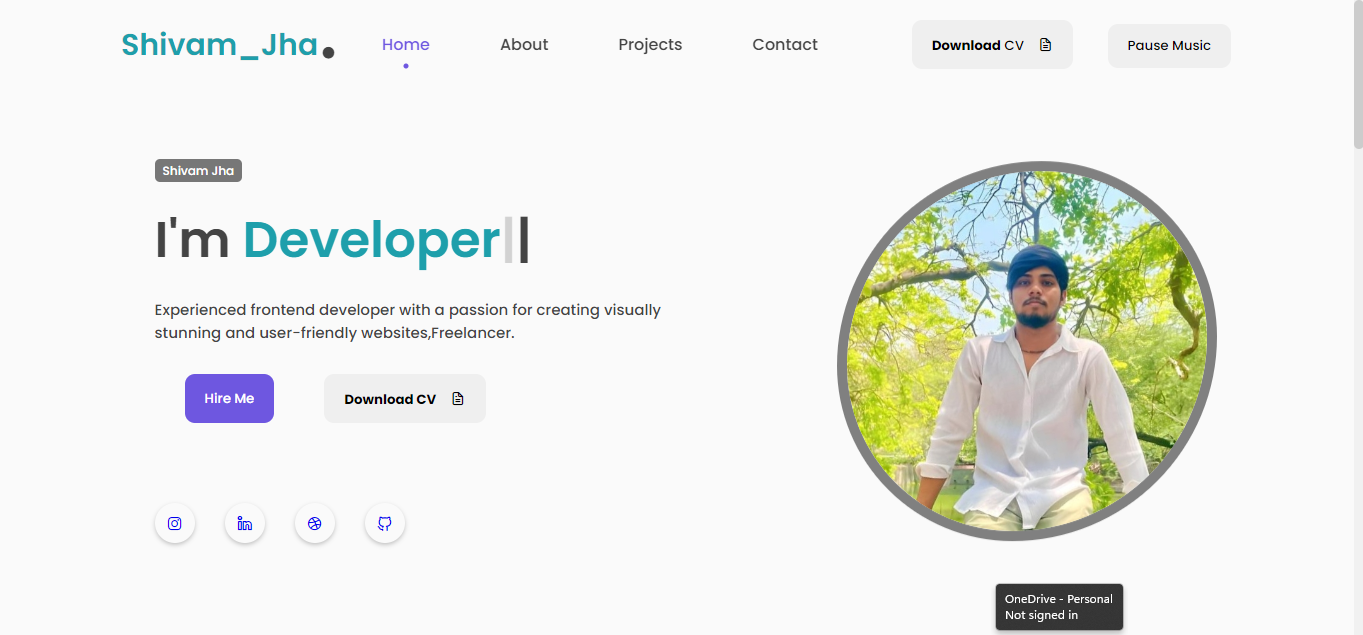 Shivam_Jha.
Home
About
Projects
Contact
Download CV
Pause Music
Shivam Jha
I'm Developer||
Experienced frontend developer with a passion for creating visually
stunning and user-friendly websites,Freelancer.
Hire Me
Download CV
OneDrive - Personal
Not signed in